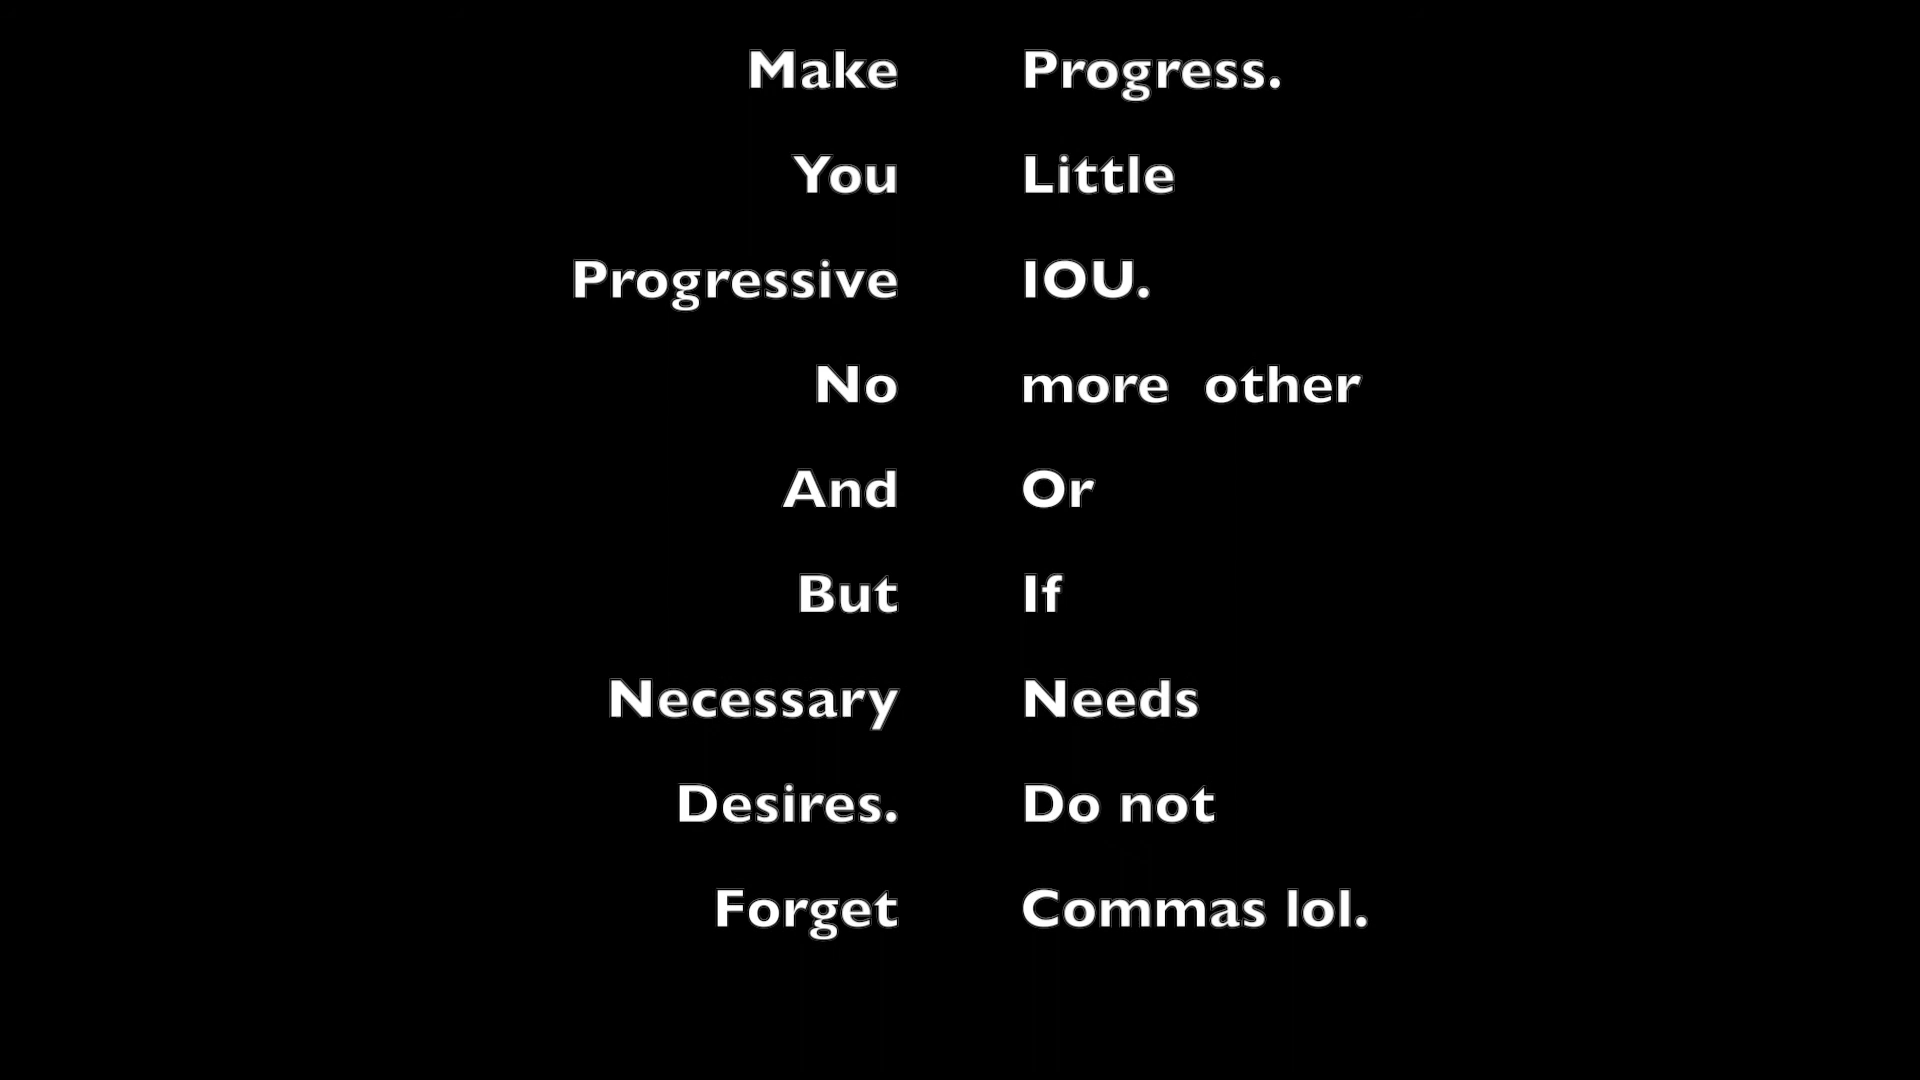 Make Progress.
You Little
Progressive IOU.
No more other
And Or
But If
Necessary Needs
Desires. Do not
Forget Commas lol.